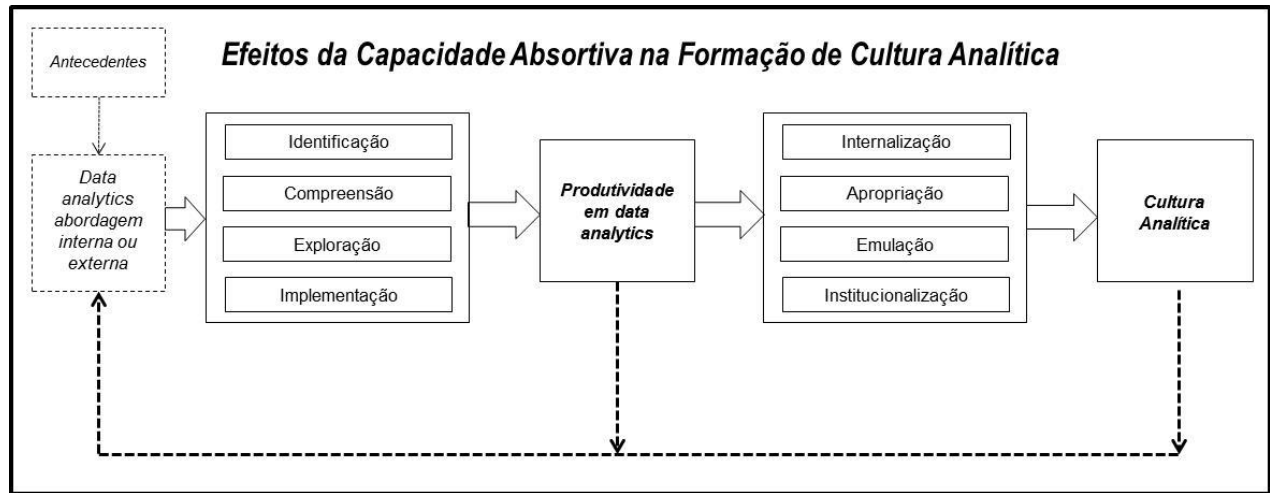 Efeitos da Capacidade Absortiva na Formação de Cultura Analítica
Antecedentes
Data
analytics
abordagem
interna ou
externa
Identificação
Compreensão
Exploração
Implementação
Produtividade
em data
analytics
Internalização
Apropriação
Emulação
Institucionalização
Cultura
Analítica